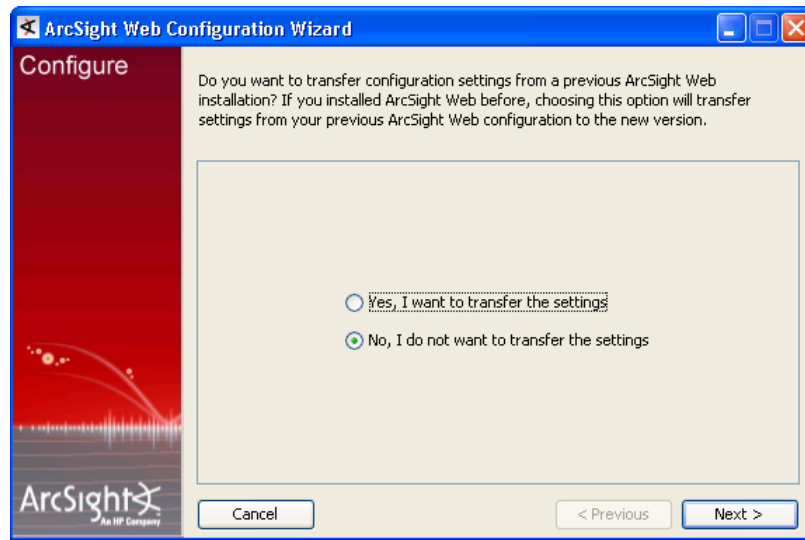 ArcSight Web Configuration Wizard
Configure
Do you want to transfer configuration settings from a previous ArcSight Web
installation? If you installed ArcSight Web before, choosing this option will transfer
settings from your previous ArcSight Web configuration to the new version.
Yes, I want to transfer the settings
No, I do not want to transfer the settings
ArcSight
An HP Company
Cancel
< Previous
Next >